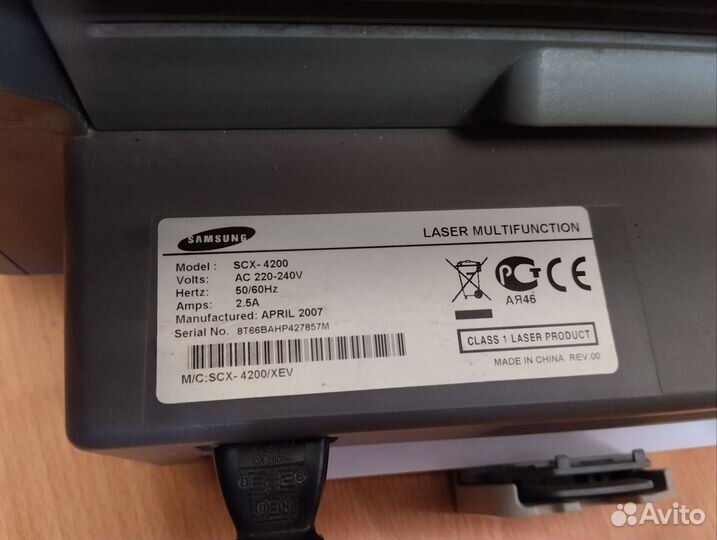 SAMSUNG
LASER MULTIFUNCTION
Model : SCX- 4200
Volts: AC 220-240V
Hertz: 50/60Hz
Amps: 2.5A
Manufactured: APRIL 2007
Serial No. 8T66BAHP427857M
M/C:SCX- 4200/XEV
РСТ CE
АЯ46
CLASS 1 LASER PRODUCT
MADE IN CHINA REV.00
Avito